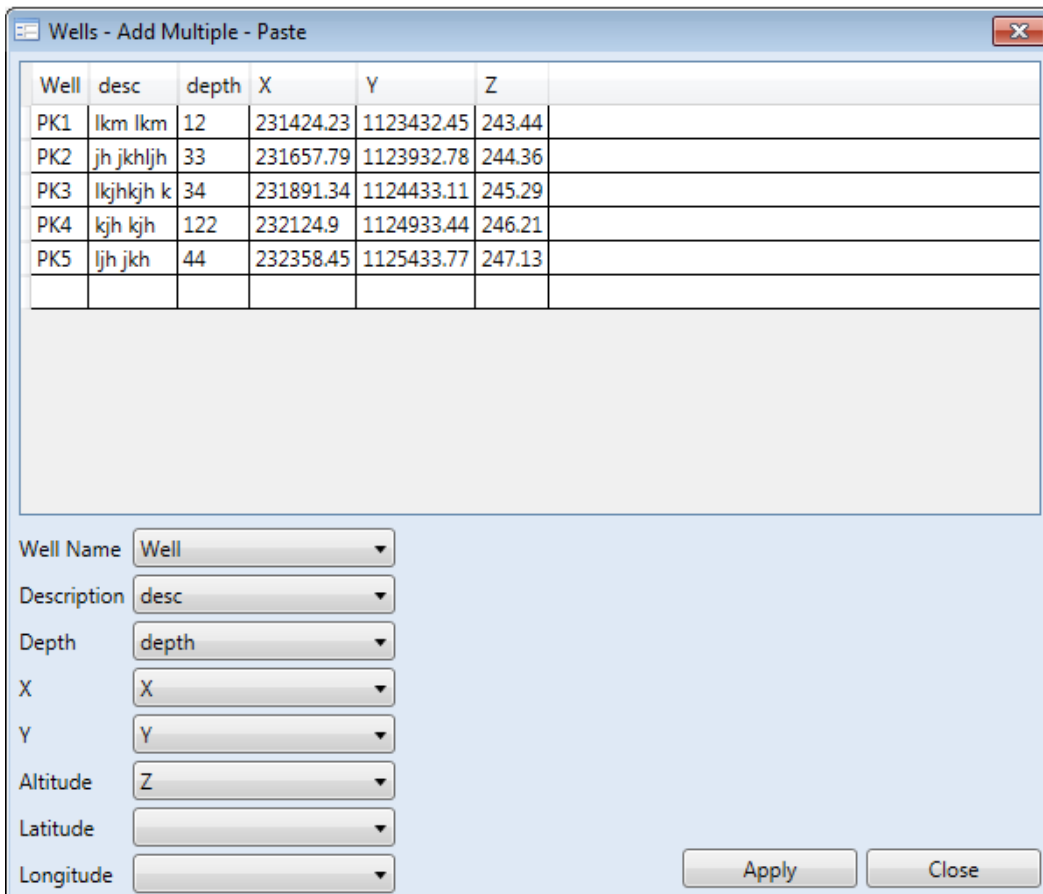 Wells - Add Multiple - Paste
Well desc depth X Y Z
PK1 lkm lkm 12 231424.23 1123432.45 243.44
PK2 jh jkhljh 33 231657.79 1123932.78 244.36
PK3 lkjhkjh k 34 231891.34 1124433.11 245.29
PK4 kjh kjh 122 232124.9 1124933.44 246.21
PK5 ljh jkh 44 232358.45 1125433.77 247.13
Well Name Well
Description desc
Depth depth
X X
Y Y
Altitude Z
Latitude
Longitude
Apply Close